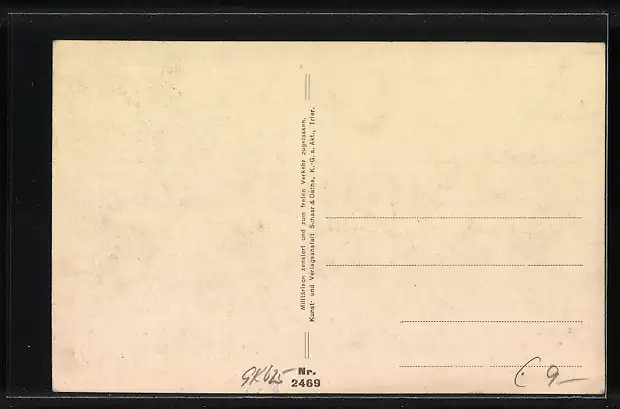 Militärisch zensiert und zum freien Verkehr zugelassen.
Kunst- und Verlagsanstalt Schaar & Dathe, K.-G. a. Akt., Trier.
Nr.
2469
9,—